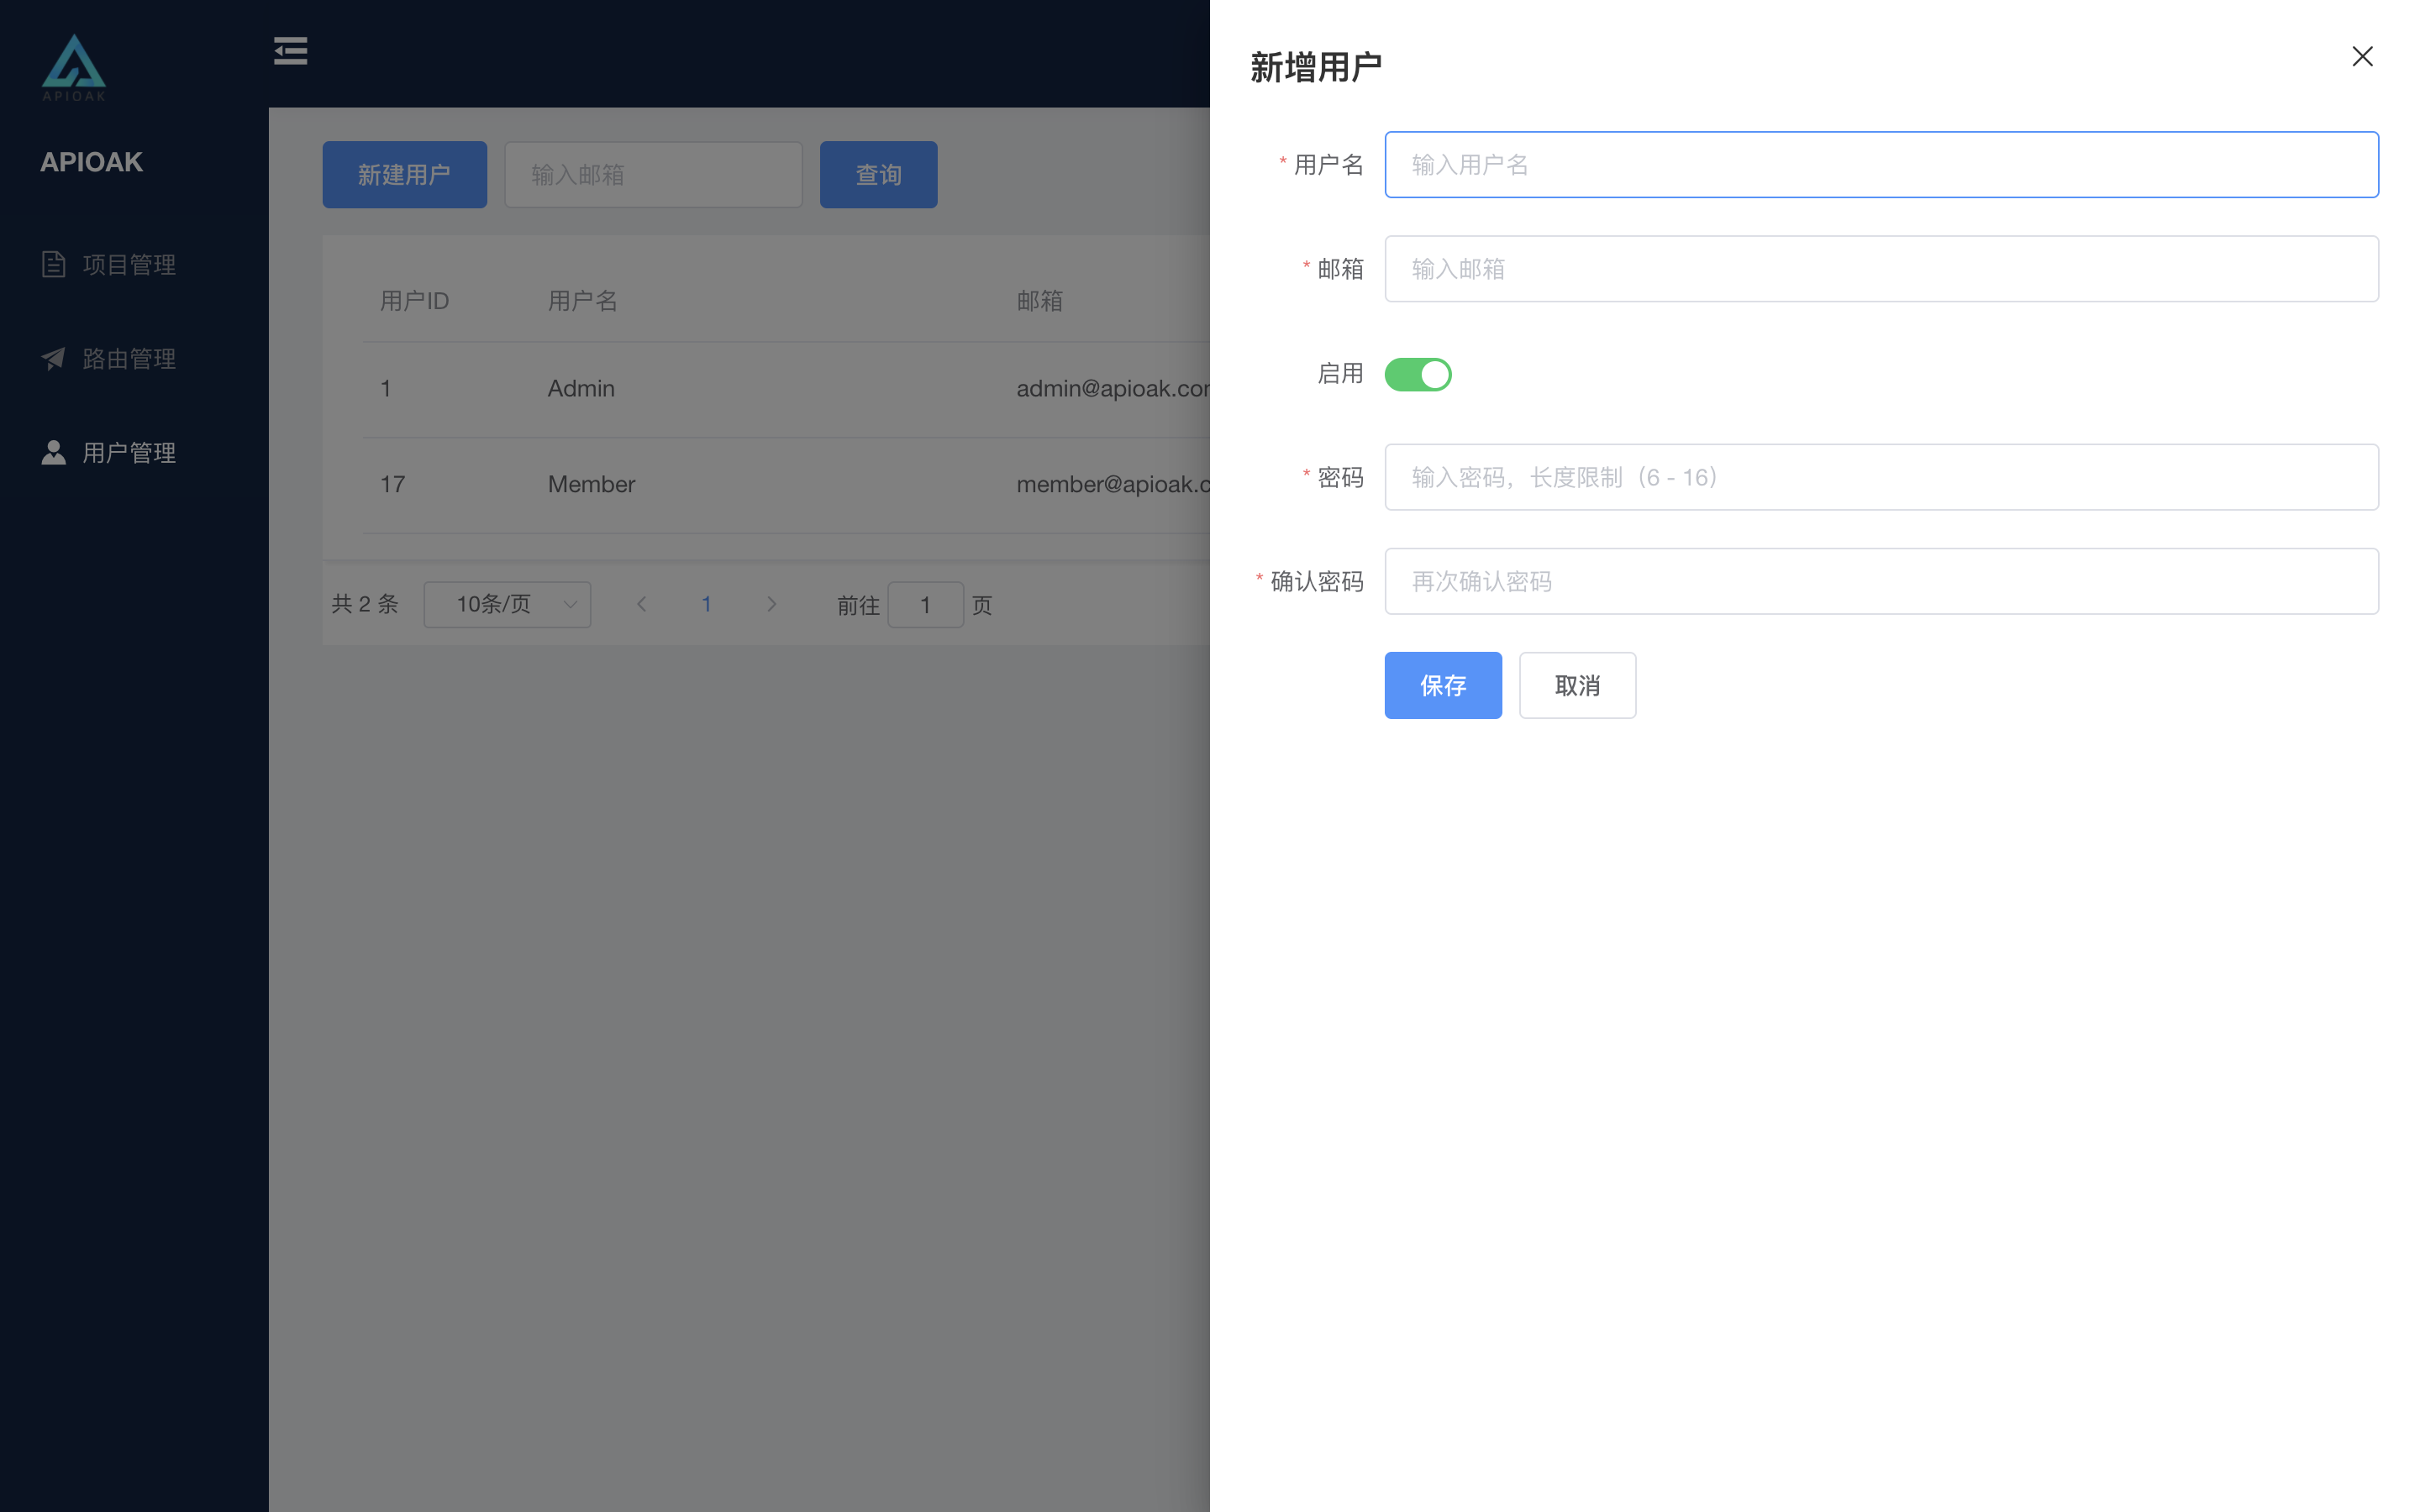 APIOAK
APIOAK
项目管理
路由管理
用户管理
新建用户 输入邮箱 查询
用户ID 用户名 邮箱
1 Admin admin@apioak.cor
17 Member member@apioak.c
共 2 条 10条/页 1 前往 1 页
新增用户
* 用户名 输入用户名
* 邮箱 输入邮箱
启用
* 密码 输入密码，长度限制（6 - 16）
* 确认密码 再次确认密码
保存 取消